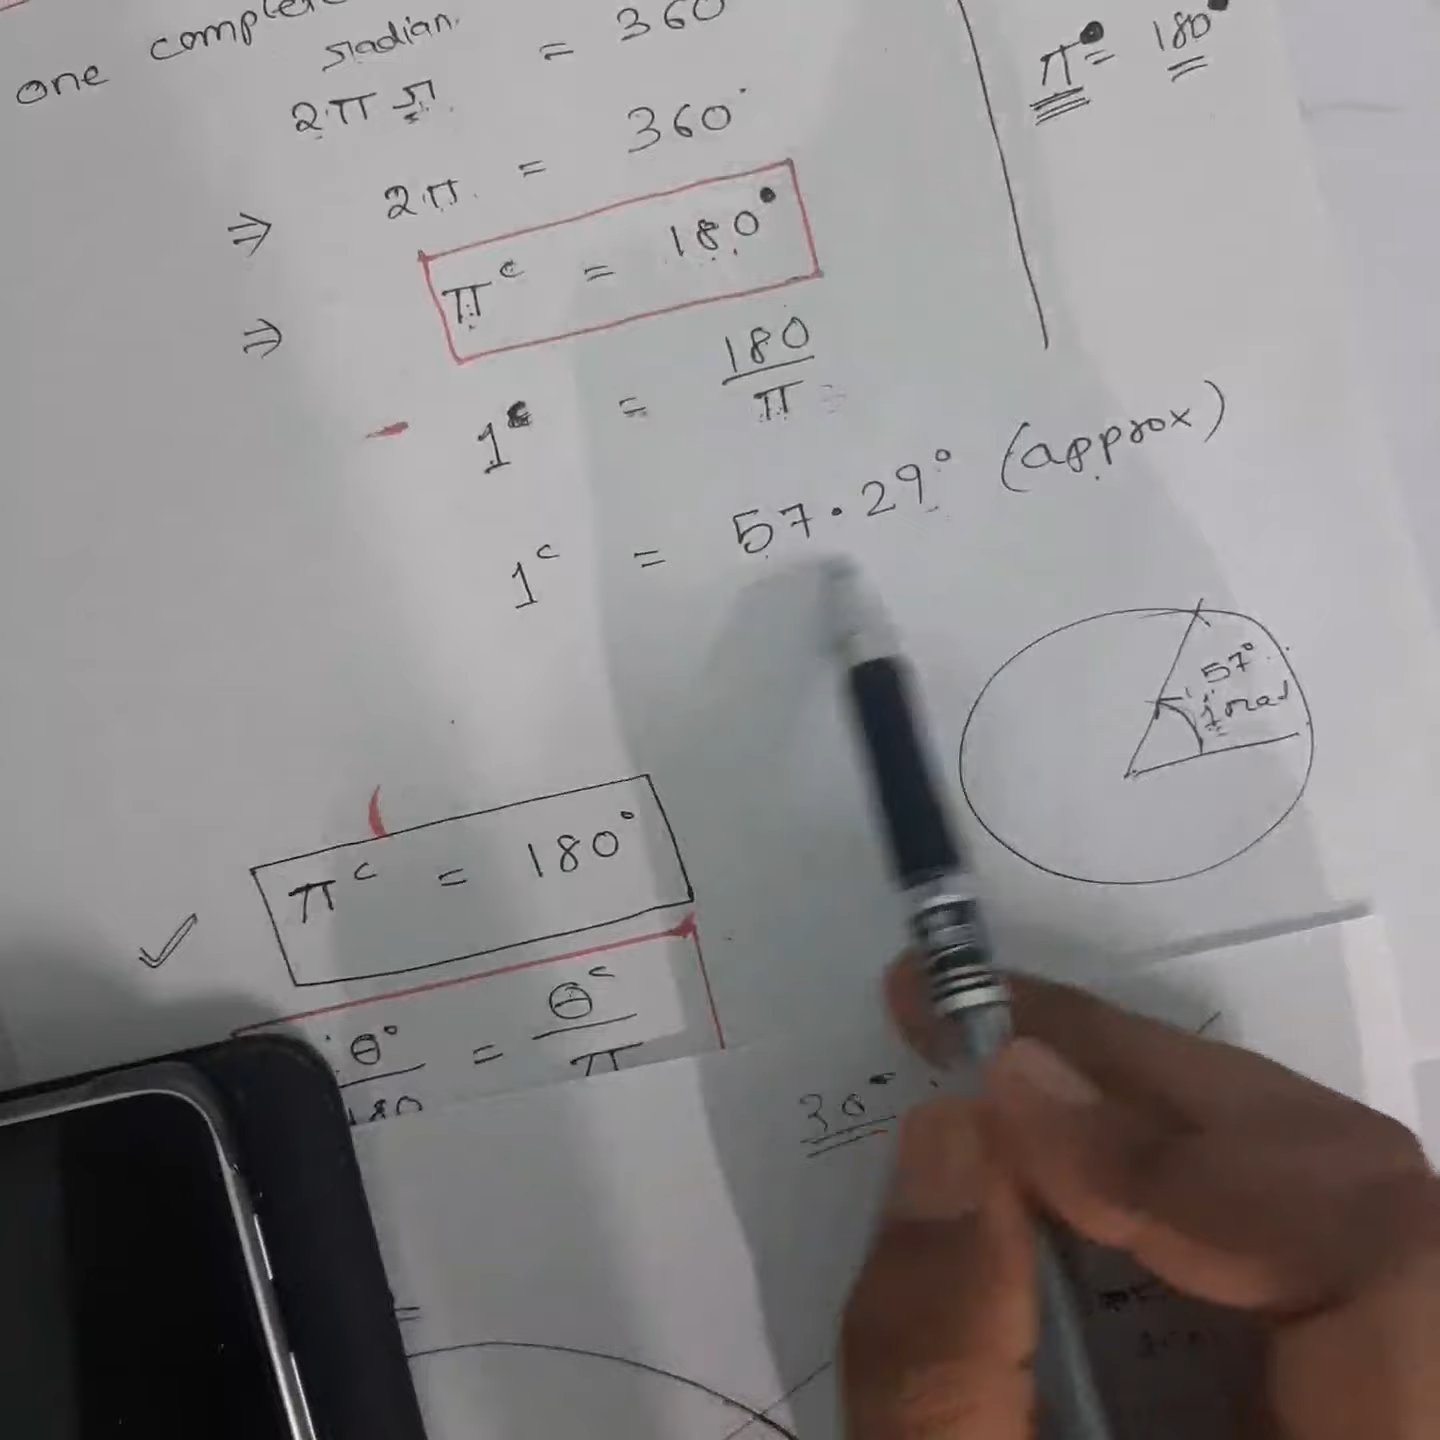 one complete
radian.
2π r = 360
⇒ 2π = 360°
⇒ π^c = 180°
1^c = 180/π
1^c = 57.29° (approx)
π° = 180°
57°
1 rad
π^c = 180°
θ°/180 = θ^c/π
30°
=